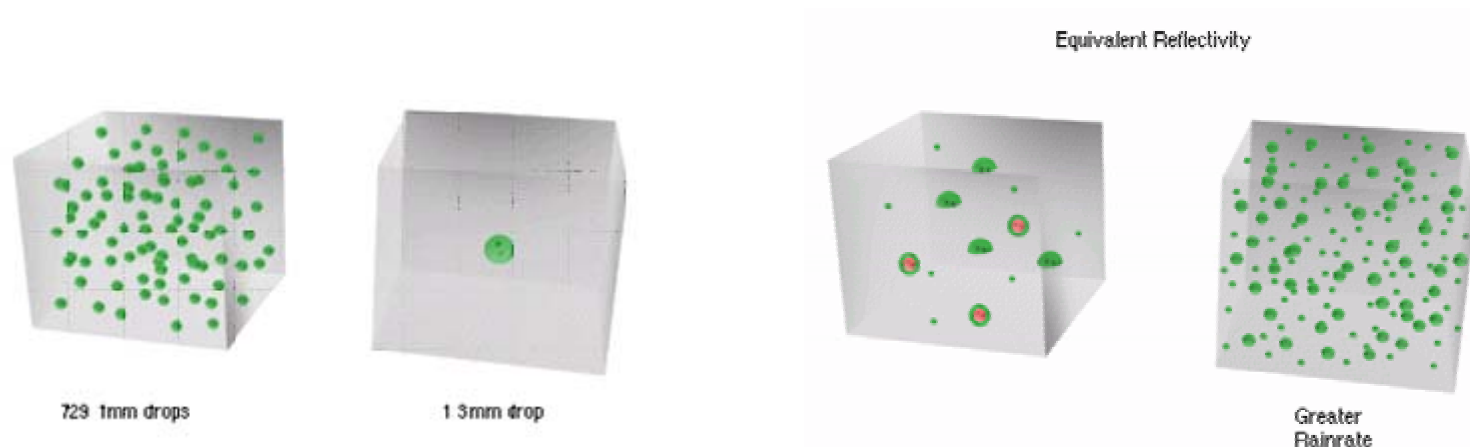 Equivalent Reflectivity
729 1mm drops
1 3mm drop
Greater
Rainrate